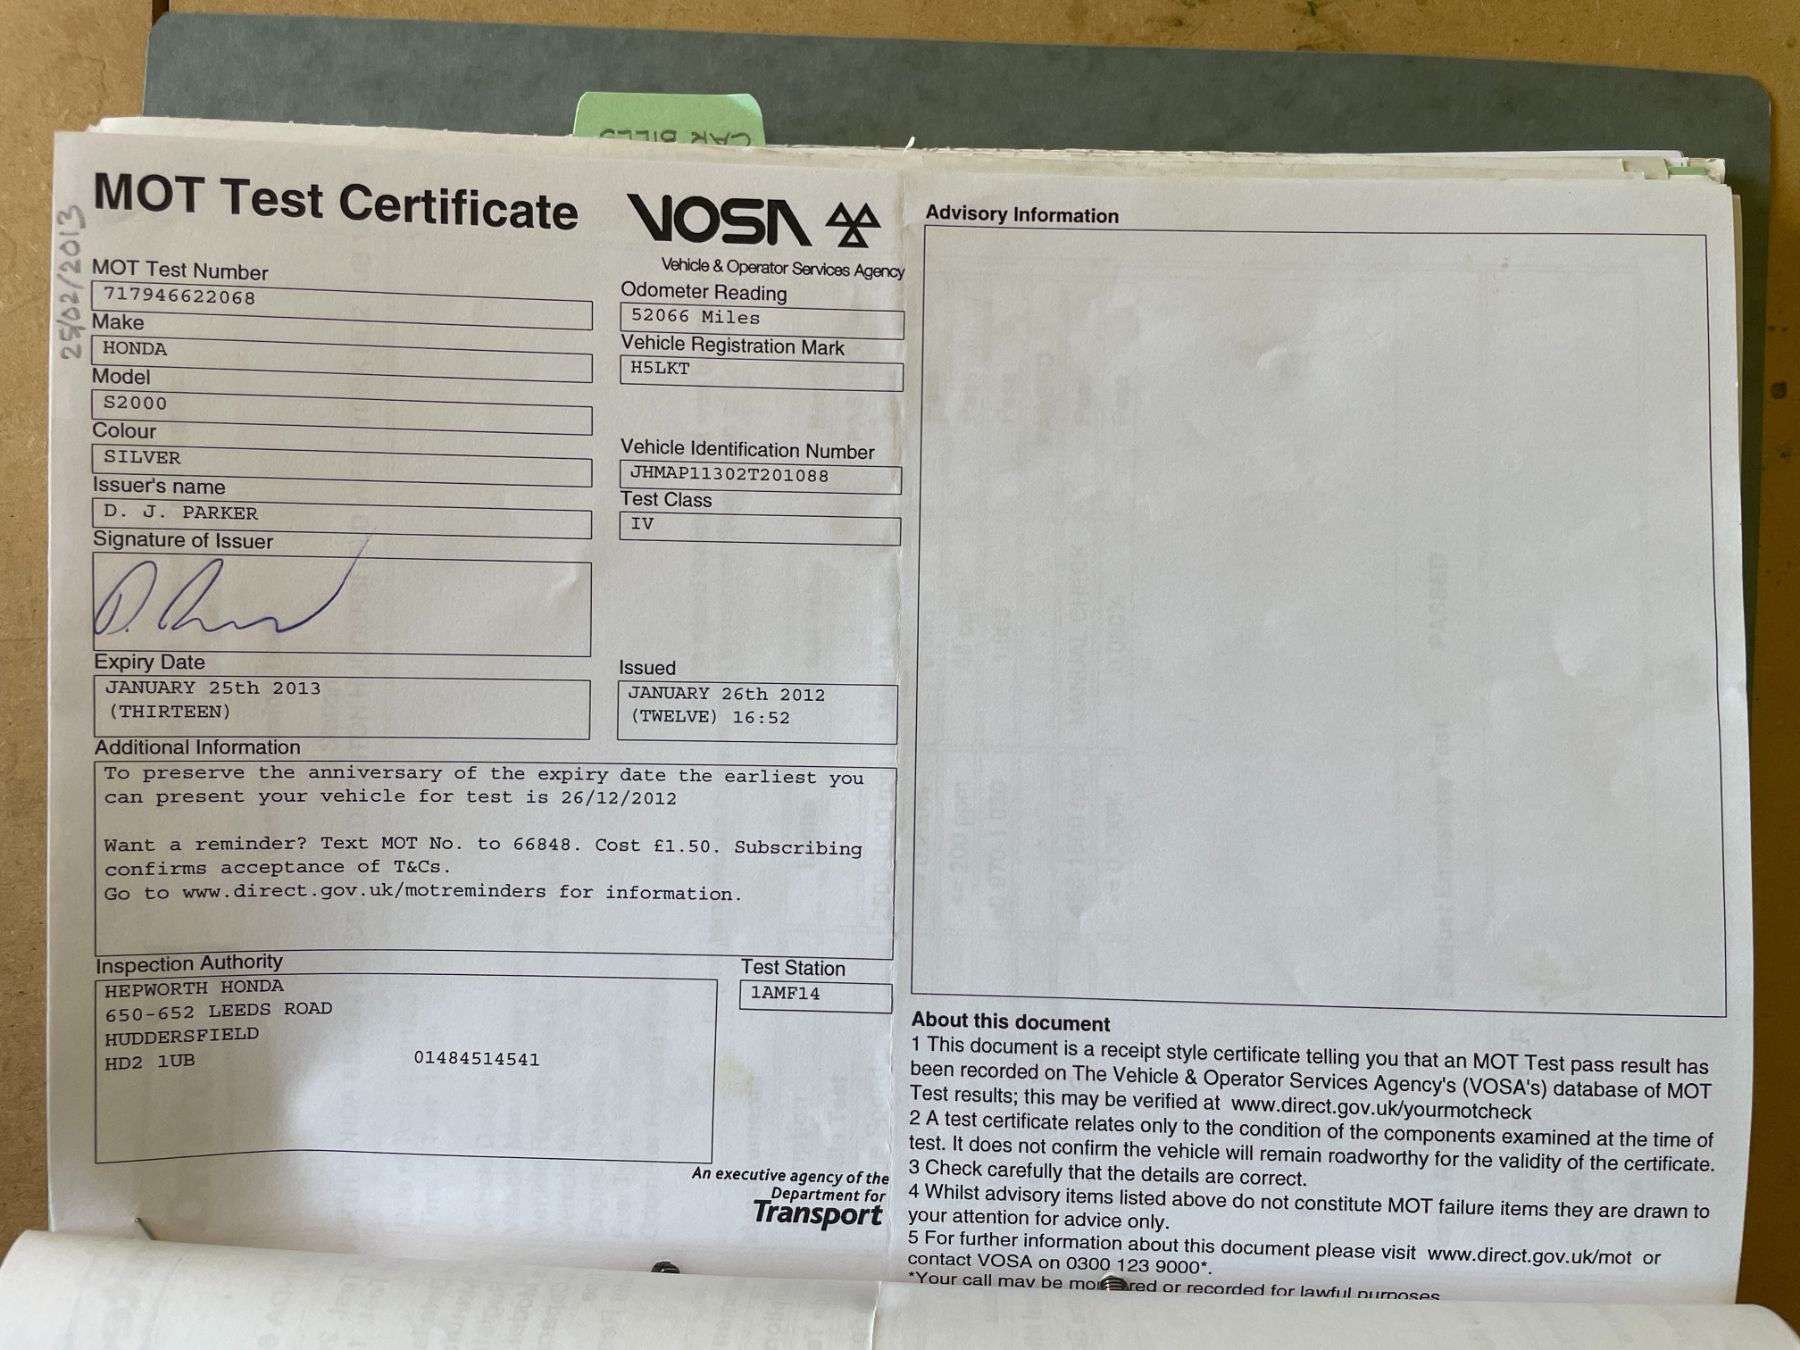 CAR BILLS
MOT Test Certificate
VOSA
Vehicle & Operator Services Agency
25/02/2013
MOT Test Number
717946622068
Make
HONDA
Model
S2000
Colour
SILVER
Issuer's name
D. J. PARKER
Signature of Issuer
Odometer Reading
52066 Miles
Vehicle Registration Mark
H5LKT
Vehicle Identification Number
JHMAP11302T201088
Test Class
IV
Expiry Date
JANUARY 25th 2013
(THIRTEEN)
Issued
JANUARY 26th 2012
(TWELVE) 16:52
Additional Information
To preserve the anniversary of the expiry date the earliest you
can present your vehicle for test is 26/12/2012
Want a reminder? Text MOT No. to 66848. Cost £1.50. Subscribing
confirms acceptance of T&Cs.
Go to www.direct.gov.uk/motreminders for information.
Inspection Authority
HEPWORTH HONDA
650-652 LEEDS ROAD
HUDDERSFIELD
HD2 1UB 01484514541
Test Station
1AMF14
An executive agency of the
Department for
Transport
Advisory Information
About this document
1 This document is a receipt style certificate telling you that an MOT Test pass result has
been recorded on The Vehicle & Operator Services Agency's (VOSA's) database of MOT
Test results; this may be verified at www.direct.gov.uk/yourmotcheck
2 A test certificate relates only to the condition of the components examined at the time of
test. It does not confirm the vehicle will remain roadworthy for the validity of the certificate.
3 Check carefully that the details are correct.
4 Whilst advisory items listed above do not constitute MOT failure items they are drawn to
your attention for advice only.
5 For further information about this document please visit www.direct.gov.uk/mot or
contact VOSA on 0300 123 9000*.
*Your call may be or recorded for lawful purposes